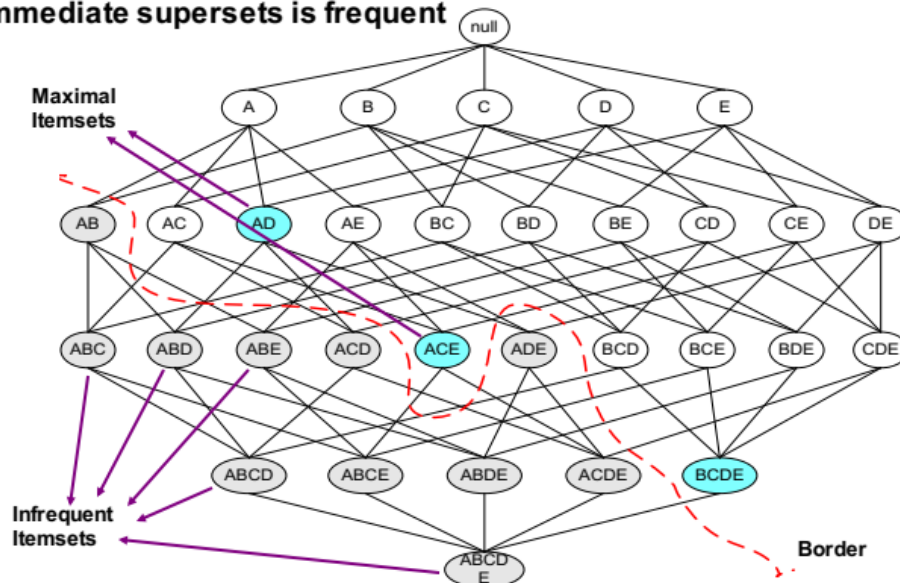 mmediate supersets is frequent
null
Maximal
Itemsets
A B C D E
AB AC AD AE BC BD BE CD CE DE
ABC ABD ABE ACD ACE ADE BCD BCE BDE CDE
ABCD ABCE ABDE ACDE BCDE
Infrequent
Itemsets
Border
ABCD
E